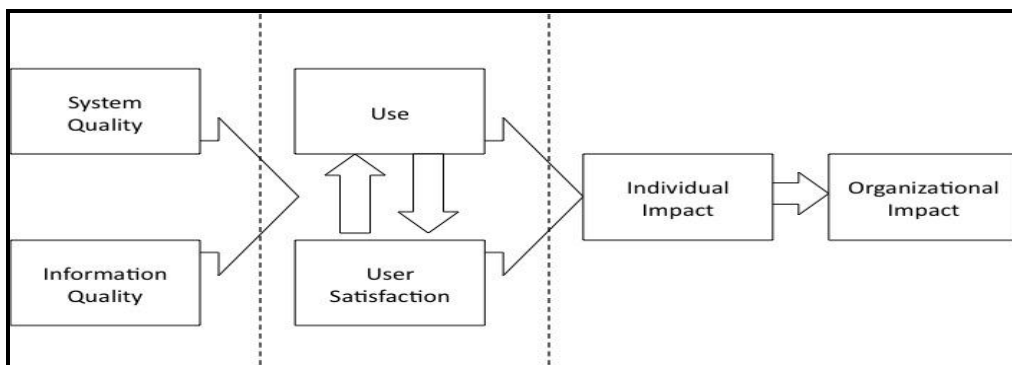 System
Quality
Use
Individual
Impact
Organizational
Impact
Information
Quality
User
Satisfaction